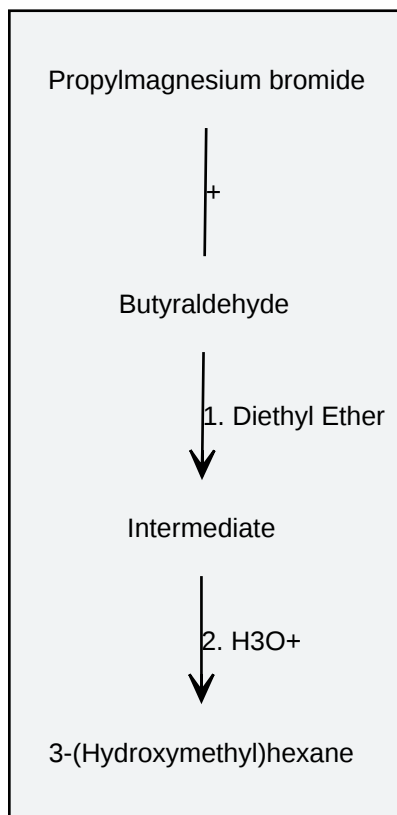 Propylmagnesium bromide
+
Butyraldehyde
1. Diethyl Ether
Intermediate
2. H3O+
3-(Hydroxymethyl)hexane